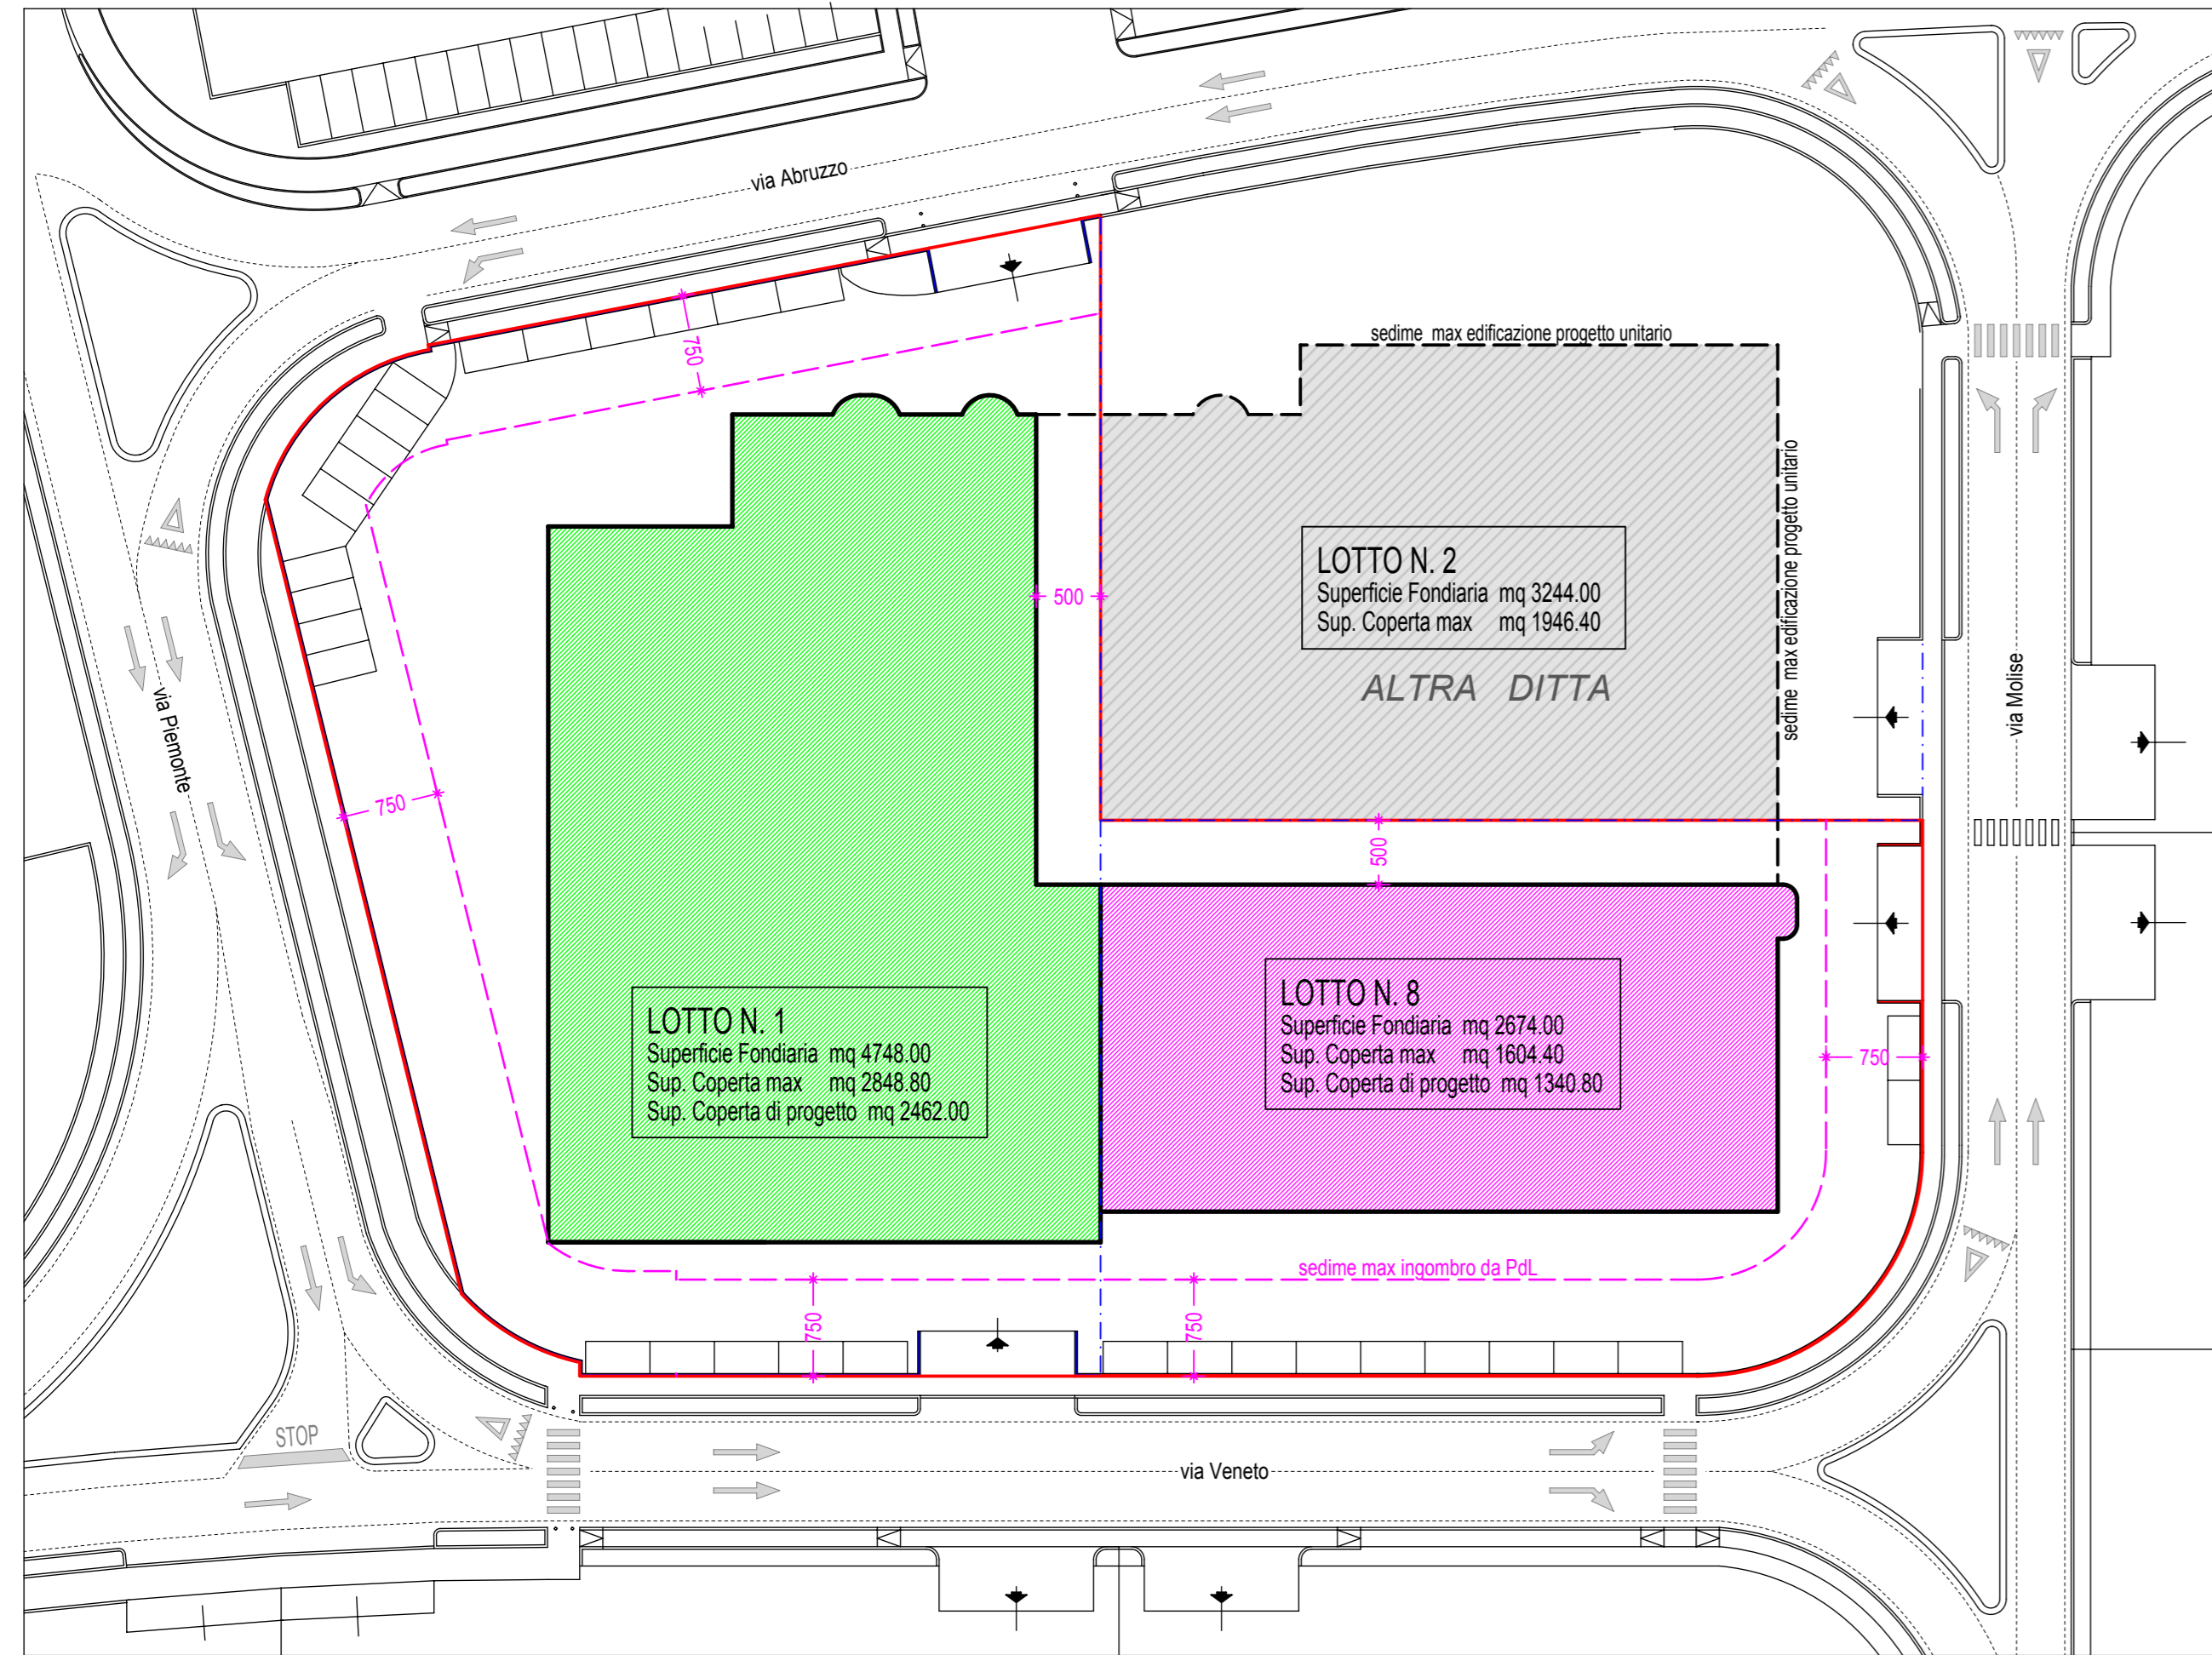 via Abruzzo
750
sedime max edificazione progetto unitario
sedime max edificazione progetto unitario
LOTTO N. 2
Superficie Fondiaria mq 3244.00
Sup. Coperta max mq 1946.40
ALTRA DITTA
500
via Molise
via Piemonte
750
500
LOTTO N. 1
Superficie Fondiaria mq 4748.00
Sup. Coperta max mq 2848.80
Sup. Coperta di progetto mq 2462.00
LOTTO N. 8
Superficie Fondiaria mq 2674.00
Sup. Coperta max mq 1604.40
Sup. Coperta di progetto mq 1340.80
750
sedime max ingombro da PdL
750
750
STOP
via Veneto